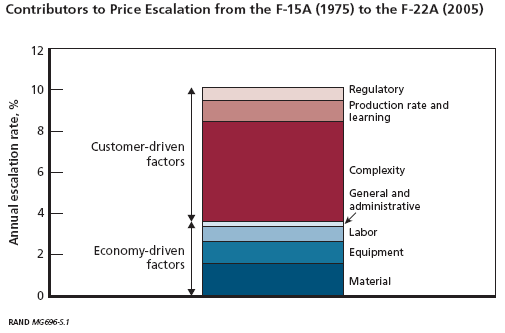 Contributors to Price Escalation from the F-15A (1975) to the F-22A (2005)
12
10
8
6
4
2
0
Annual escalation rate, %
Customer-driven
factors
Economy-driven
factors
Regulatory
Production rate and
learning
Complexity
General and
administrative
Labor
Equipment
Material
RAND MG696-5.1